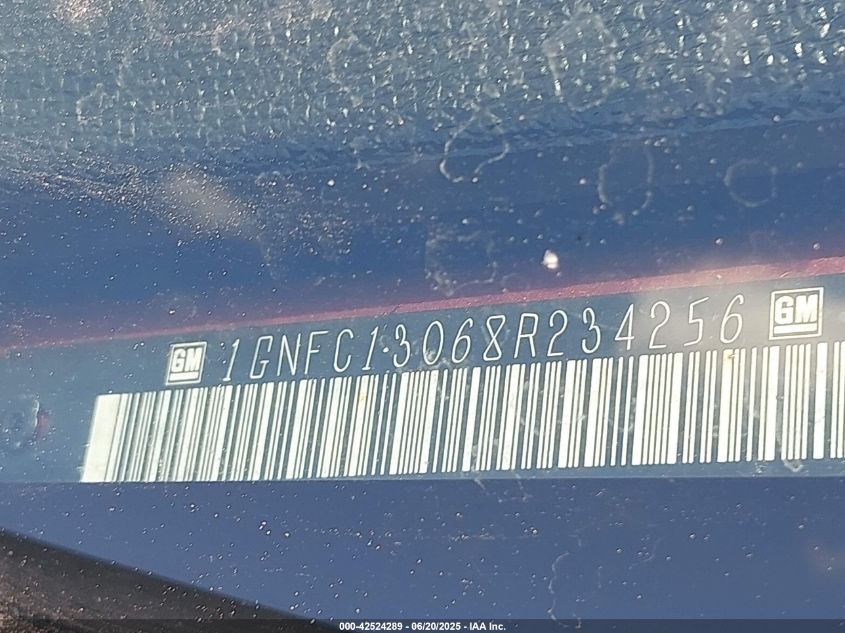 GM 1GNFC13068R234256 GM
000-42524289 - 06/20/2025 - IAA Inc.